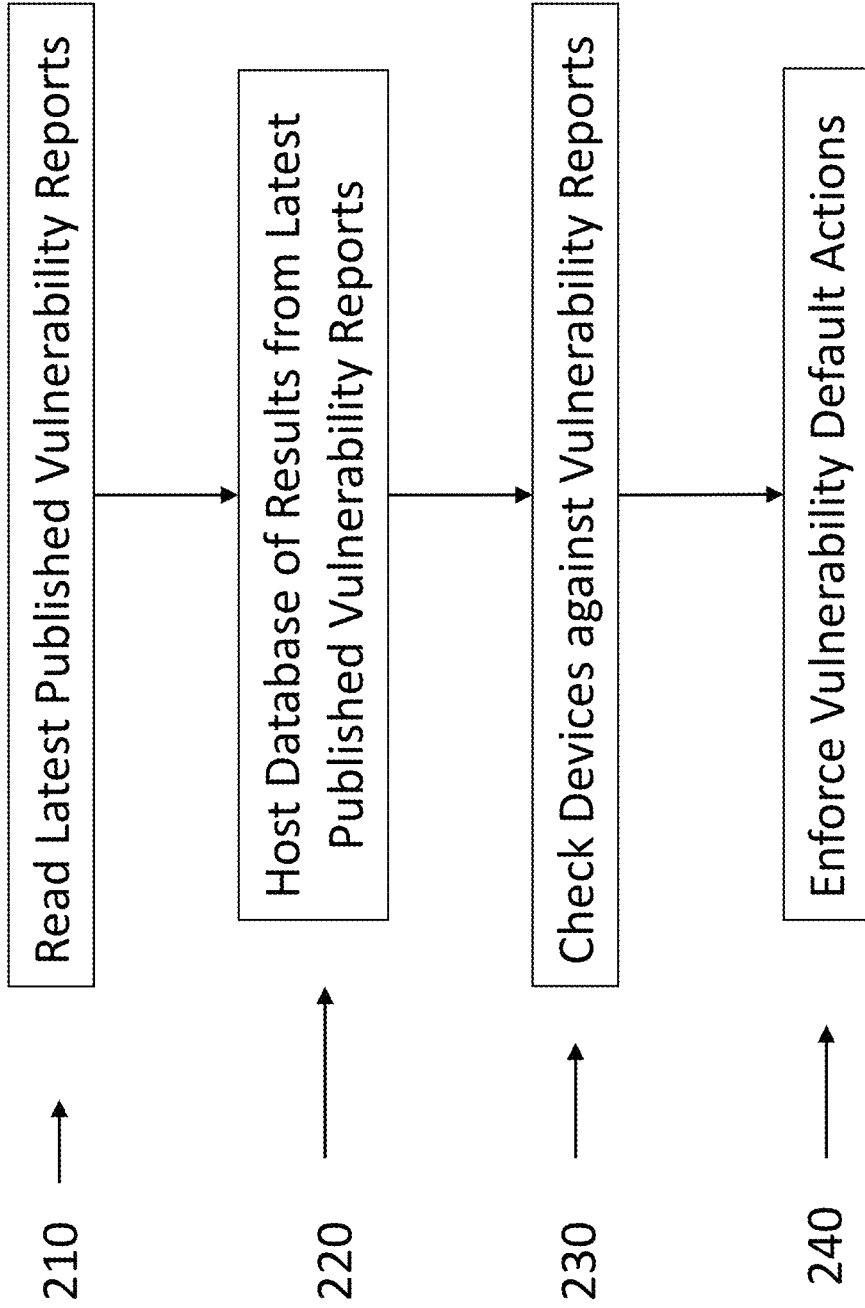 210
Read Latest Published Vulnerability Reports
220
Host Database of Results from Latest
Published Vulnerability Reports
230
Check Devices against Vulnerability Reports
240
Enforce Vulnerability Default Actions